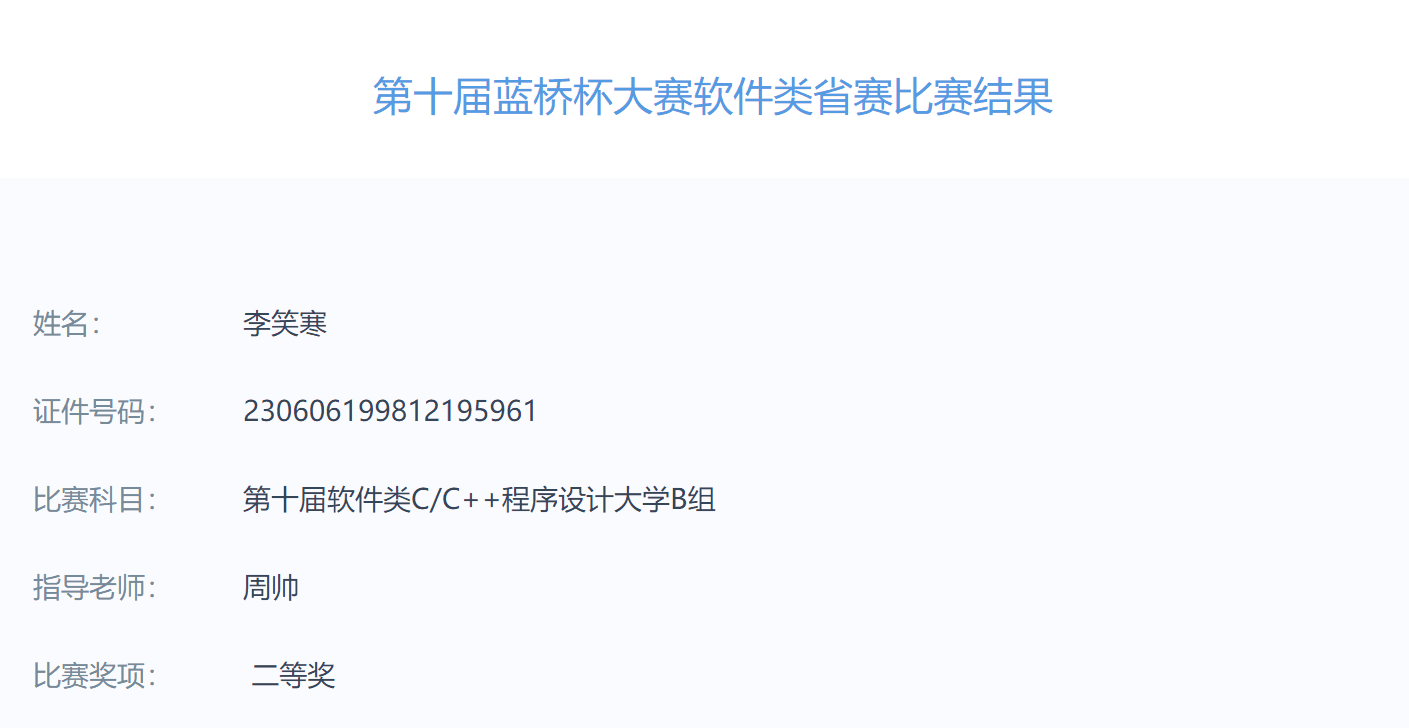 第十届蓝桥杯大赛软件类省赛比赛结果
姓名： 李笑寒
证件号码： 230606199812195961
比赛科目： 第十届软件类C/C++程序设计大学B组
指导老师： 周帅
比赛奖项： 二等奖